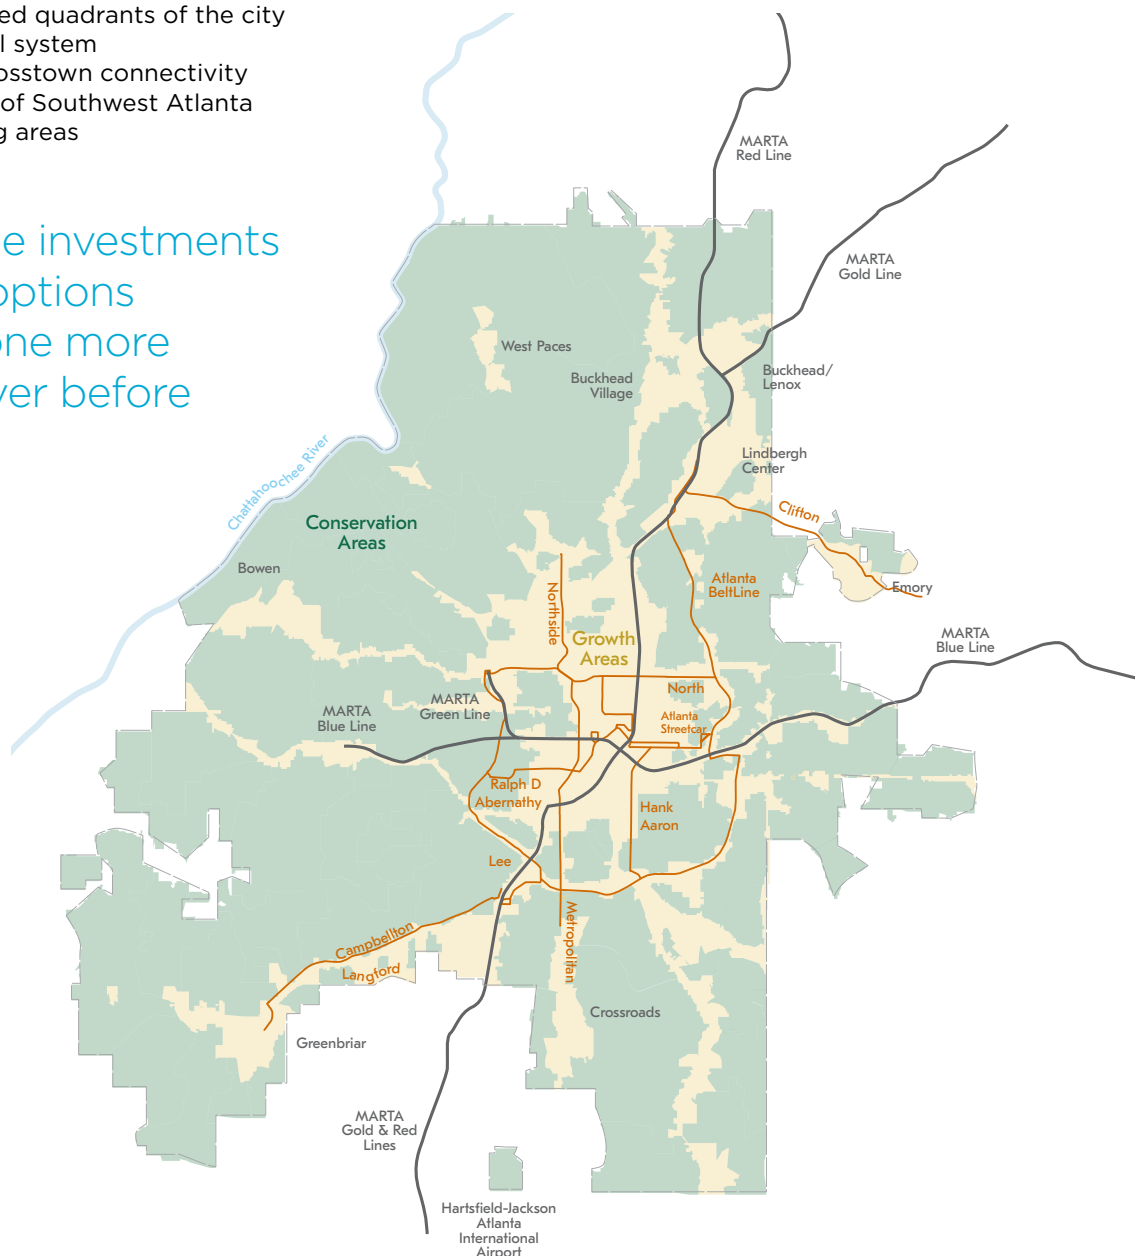 ed quadrants of the city
l system
osstown connectivity
of Southwest Atlanta
g areas
e investments
options
one more
ver before
MARTA
Red Line
MARTA
Gold Line
West Paces
Buckhead
Village
Buckhead/
Lenox
Lindbergh
Center
Chattahoochee River
Clifton
Conservation
Areas
Bowen
Atlanta
BeltLine
Emory
Northside
Growth
Areas
MARTA
Blue Line
North
MARTA
Green Line
MARTA
Blue Line
Atlanta
Streetcar
Ralph D
Abernathy
Hank
Aaron
Lee
Metropolitan
Campbellton
Langford
Crossroads
Greenbriar
MARTA
Gold & Red
Lines
Hartsfield-Jackson
Atlanta
International
Airport